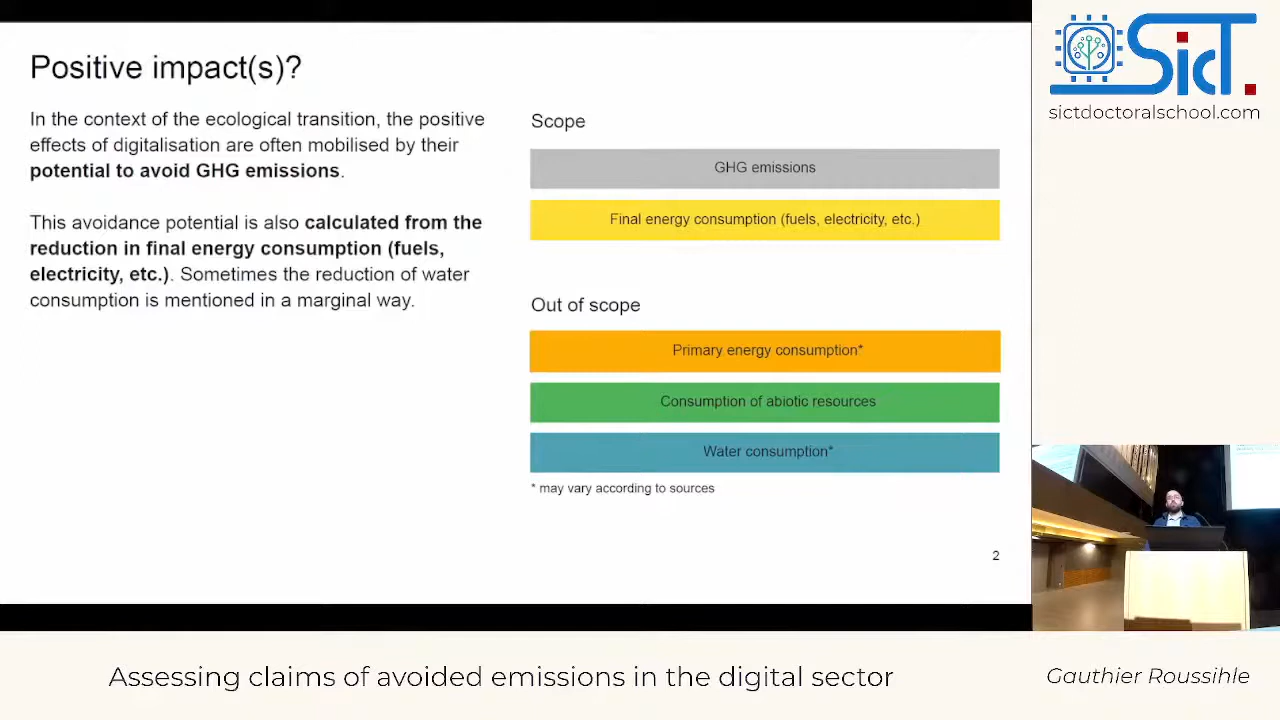 Positive impact(s)?
In the context of the ecological transition, the positive
effects of digitalisation are often mobilised by their
potential to avoid GHG emissions.
This avoidance potential is also calculated from the
reduction in final energy consumption (fuels,
electricity, etc.). Sometimes the reduction of water
consumption is mentioned in a marginal way.
Scope
GHG emissions
Final energy consumption (fuels, electricity, etc.)
Out of scope
Primary energy consumption*
Consumption of abiotic resources
Water consumption*
* may vary according to sources
2
SicT.
sictdoctoralschool.com
Assessing claims of avoided emissions in the digital sector
Gauthier Roussihle